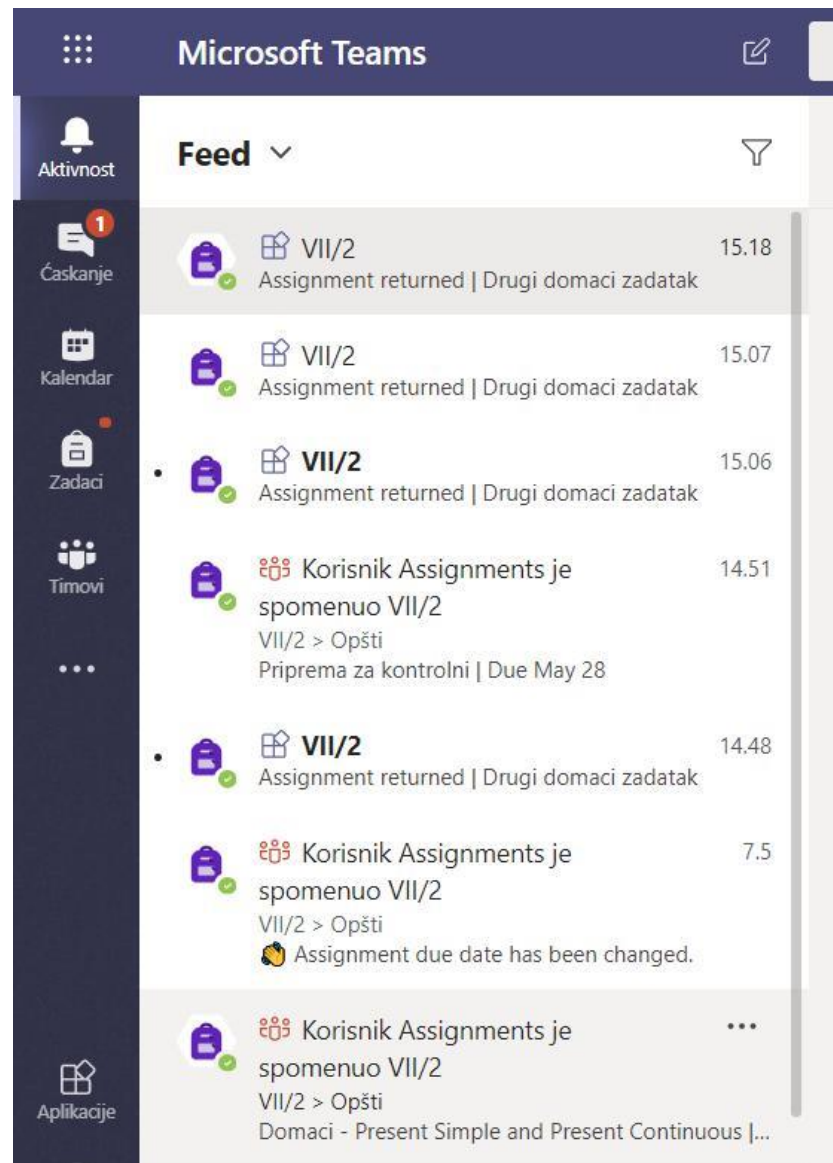 Microsoft Teams
Aktivnost
Feed
1
Ćaskanje
Kalendar
Zadaci
Timovi
Aplikacije
VII/2 15.18
Assignment returned | Drugi domaci zadatak
VII/2 15.07
Assignment returned | Drugi domaci zadatak
VII/2 15.06
Assignment returned | Drugi domaci zadatak
Korisnik Assignments je 14.51
spomenuo VII/2
VII/2 > Opšti
Priprema za kontrolni | Due May 28
VII/2 14.48
Assignment returned | Drugi domaci zadatak
Korisnik Assignments je 7.5
spomenuo VII/2
VII/2 > Opšti
Assignment due date has been changed.
Korisnik Assignments je
spomenuo VII/2
VII/2 > Opšti
Domaci - Present Simple and Present Continuous |...